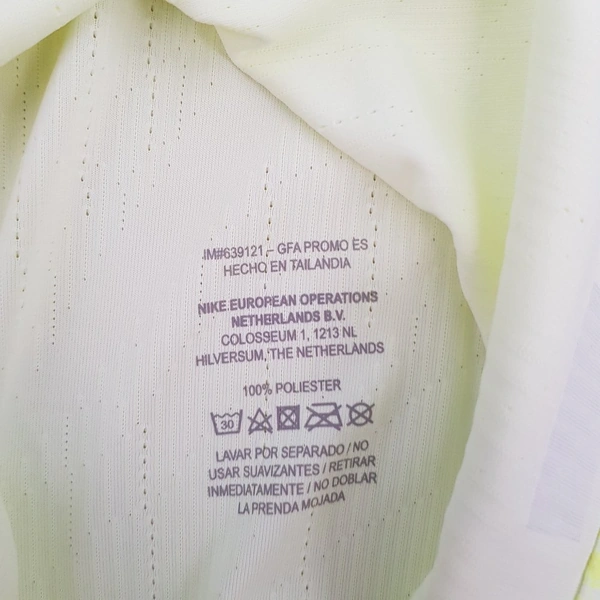 IM#639121 - GFA PROMO ES
HECHO EN TAILANDIA
NIKE EUROPEAN OPERATIONS
NETHERLANDS B.V.
COLOSSEUM 1, 1213 NL
HILVERSUM, THE NETHERLANDS
100% POLIESTER
30
LAVAR POR SEPARADO / NO
USAR SUAVIZANTES / RETIRAR
INMEDIATAMENTE / NO DOBLAR
LA PRENDA MOJADA